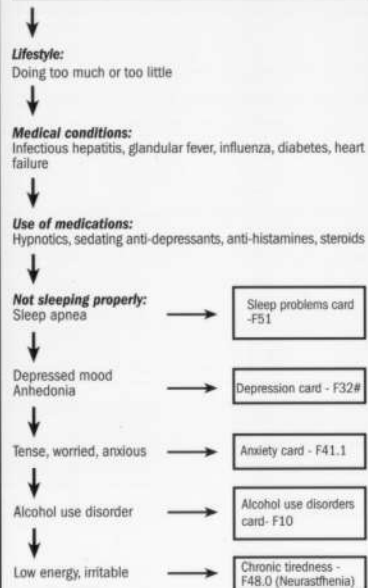 Lifestyle:
Doing too much or too little
Medical conditions:
Infectious hepatitis, glandular fever, influenza, diabetes, heart
failure
Use of medications:
Hypnotics, sedating anti-depressants, anti-histamines, steroids
Not sleeping properly:
Sleep apnea
Sleep problems card
-F51
Depressed mood
Anhedonia
Depression card - F32#
Tense, worried, anxious
Anxiety card - F41.1
Alcohol use disorder
Alcohol use disorders
card- F10
Low energy, irritable
Chronic tiredness -
F48.0 (Neurastfhenia)